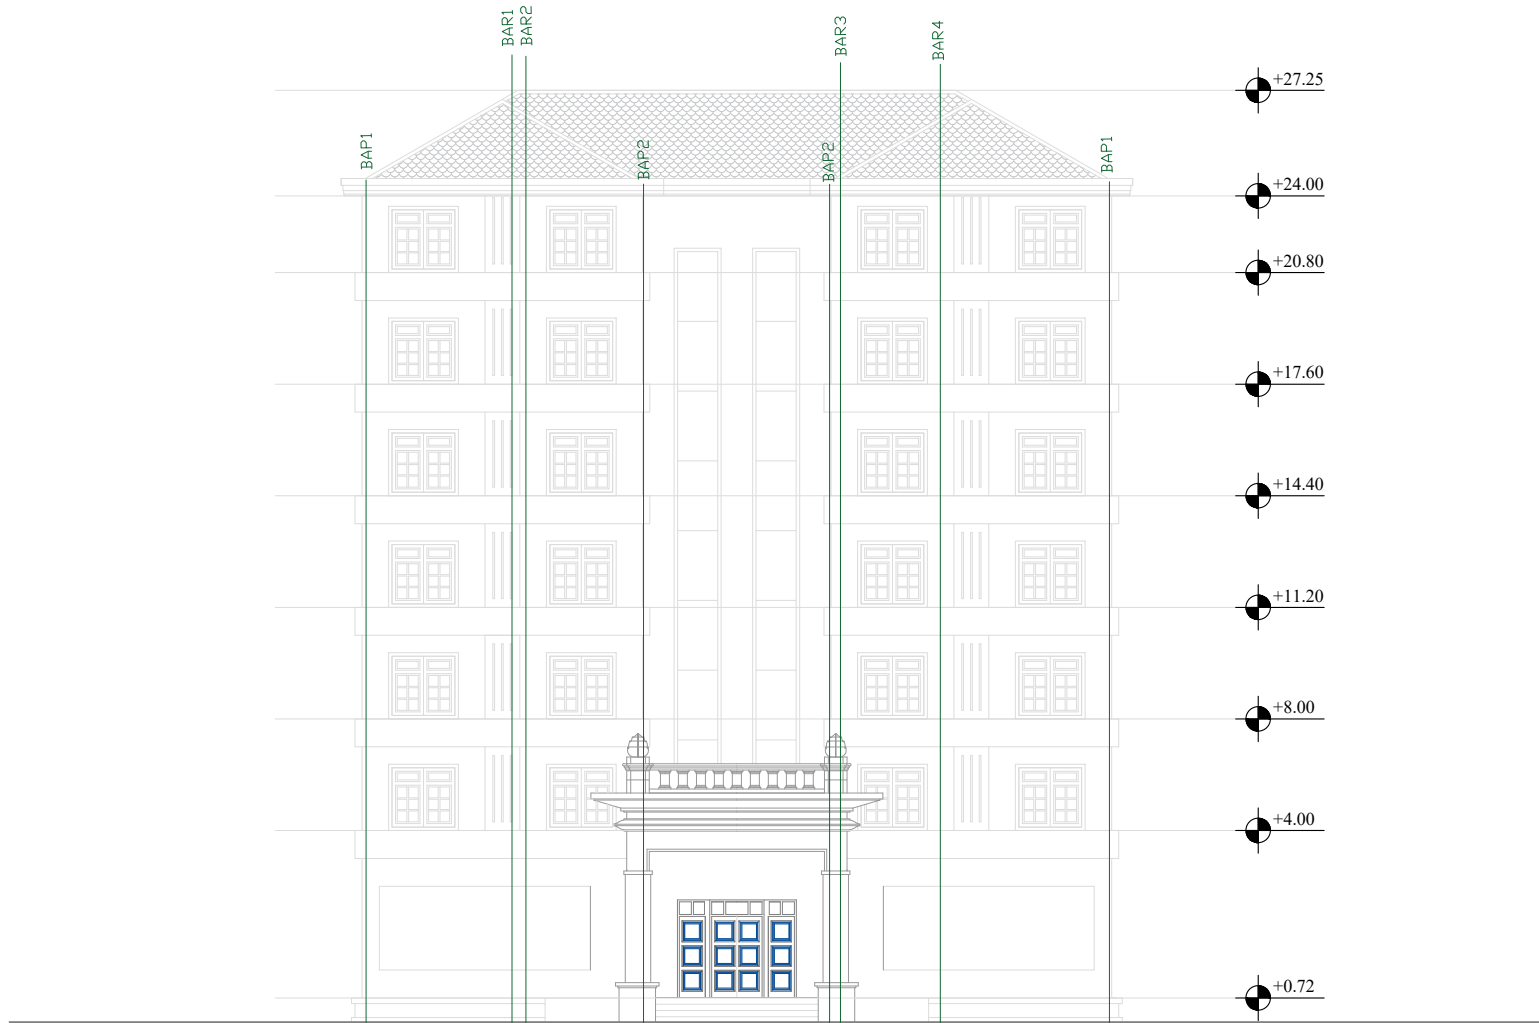 BAR1
BAR2
BAR3
BAR4
BAP1
BAP2
BAP2
BAP1
+27.25
+24.00
+20.80
+17.60
+14.40
+11.20
+8.00
+4.00
+0.72